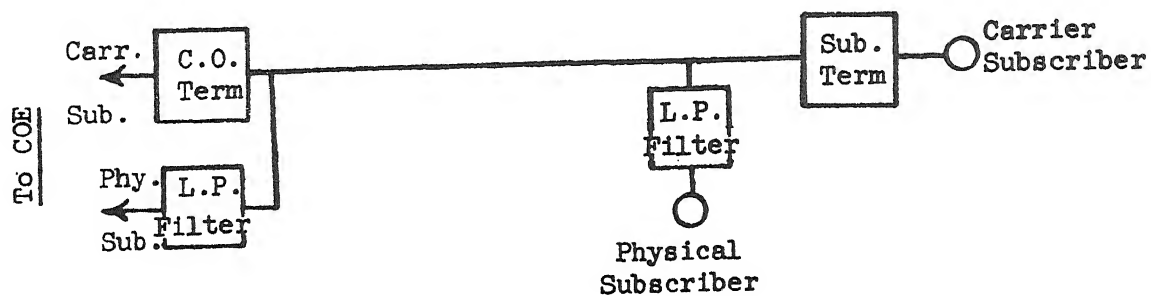 Carr.
Sub.
C.O.
Term
To COE
Phy.
Sub.
L.P.
Filter
L.P.
Filter
Physical
Subscriber
Sub.
Term
Carrier
Subscriber